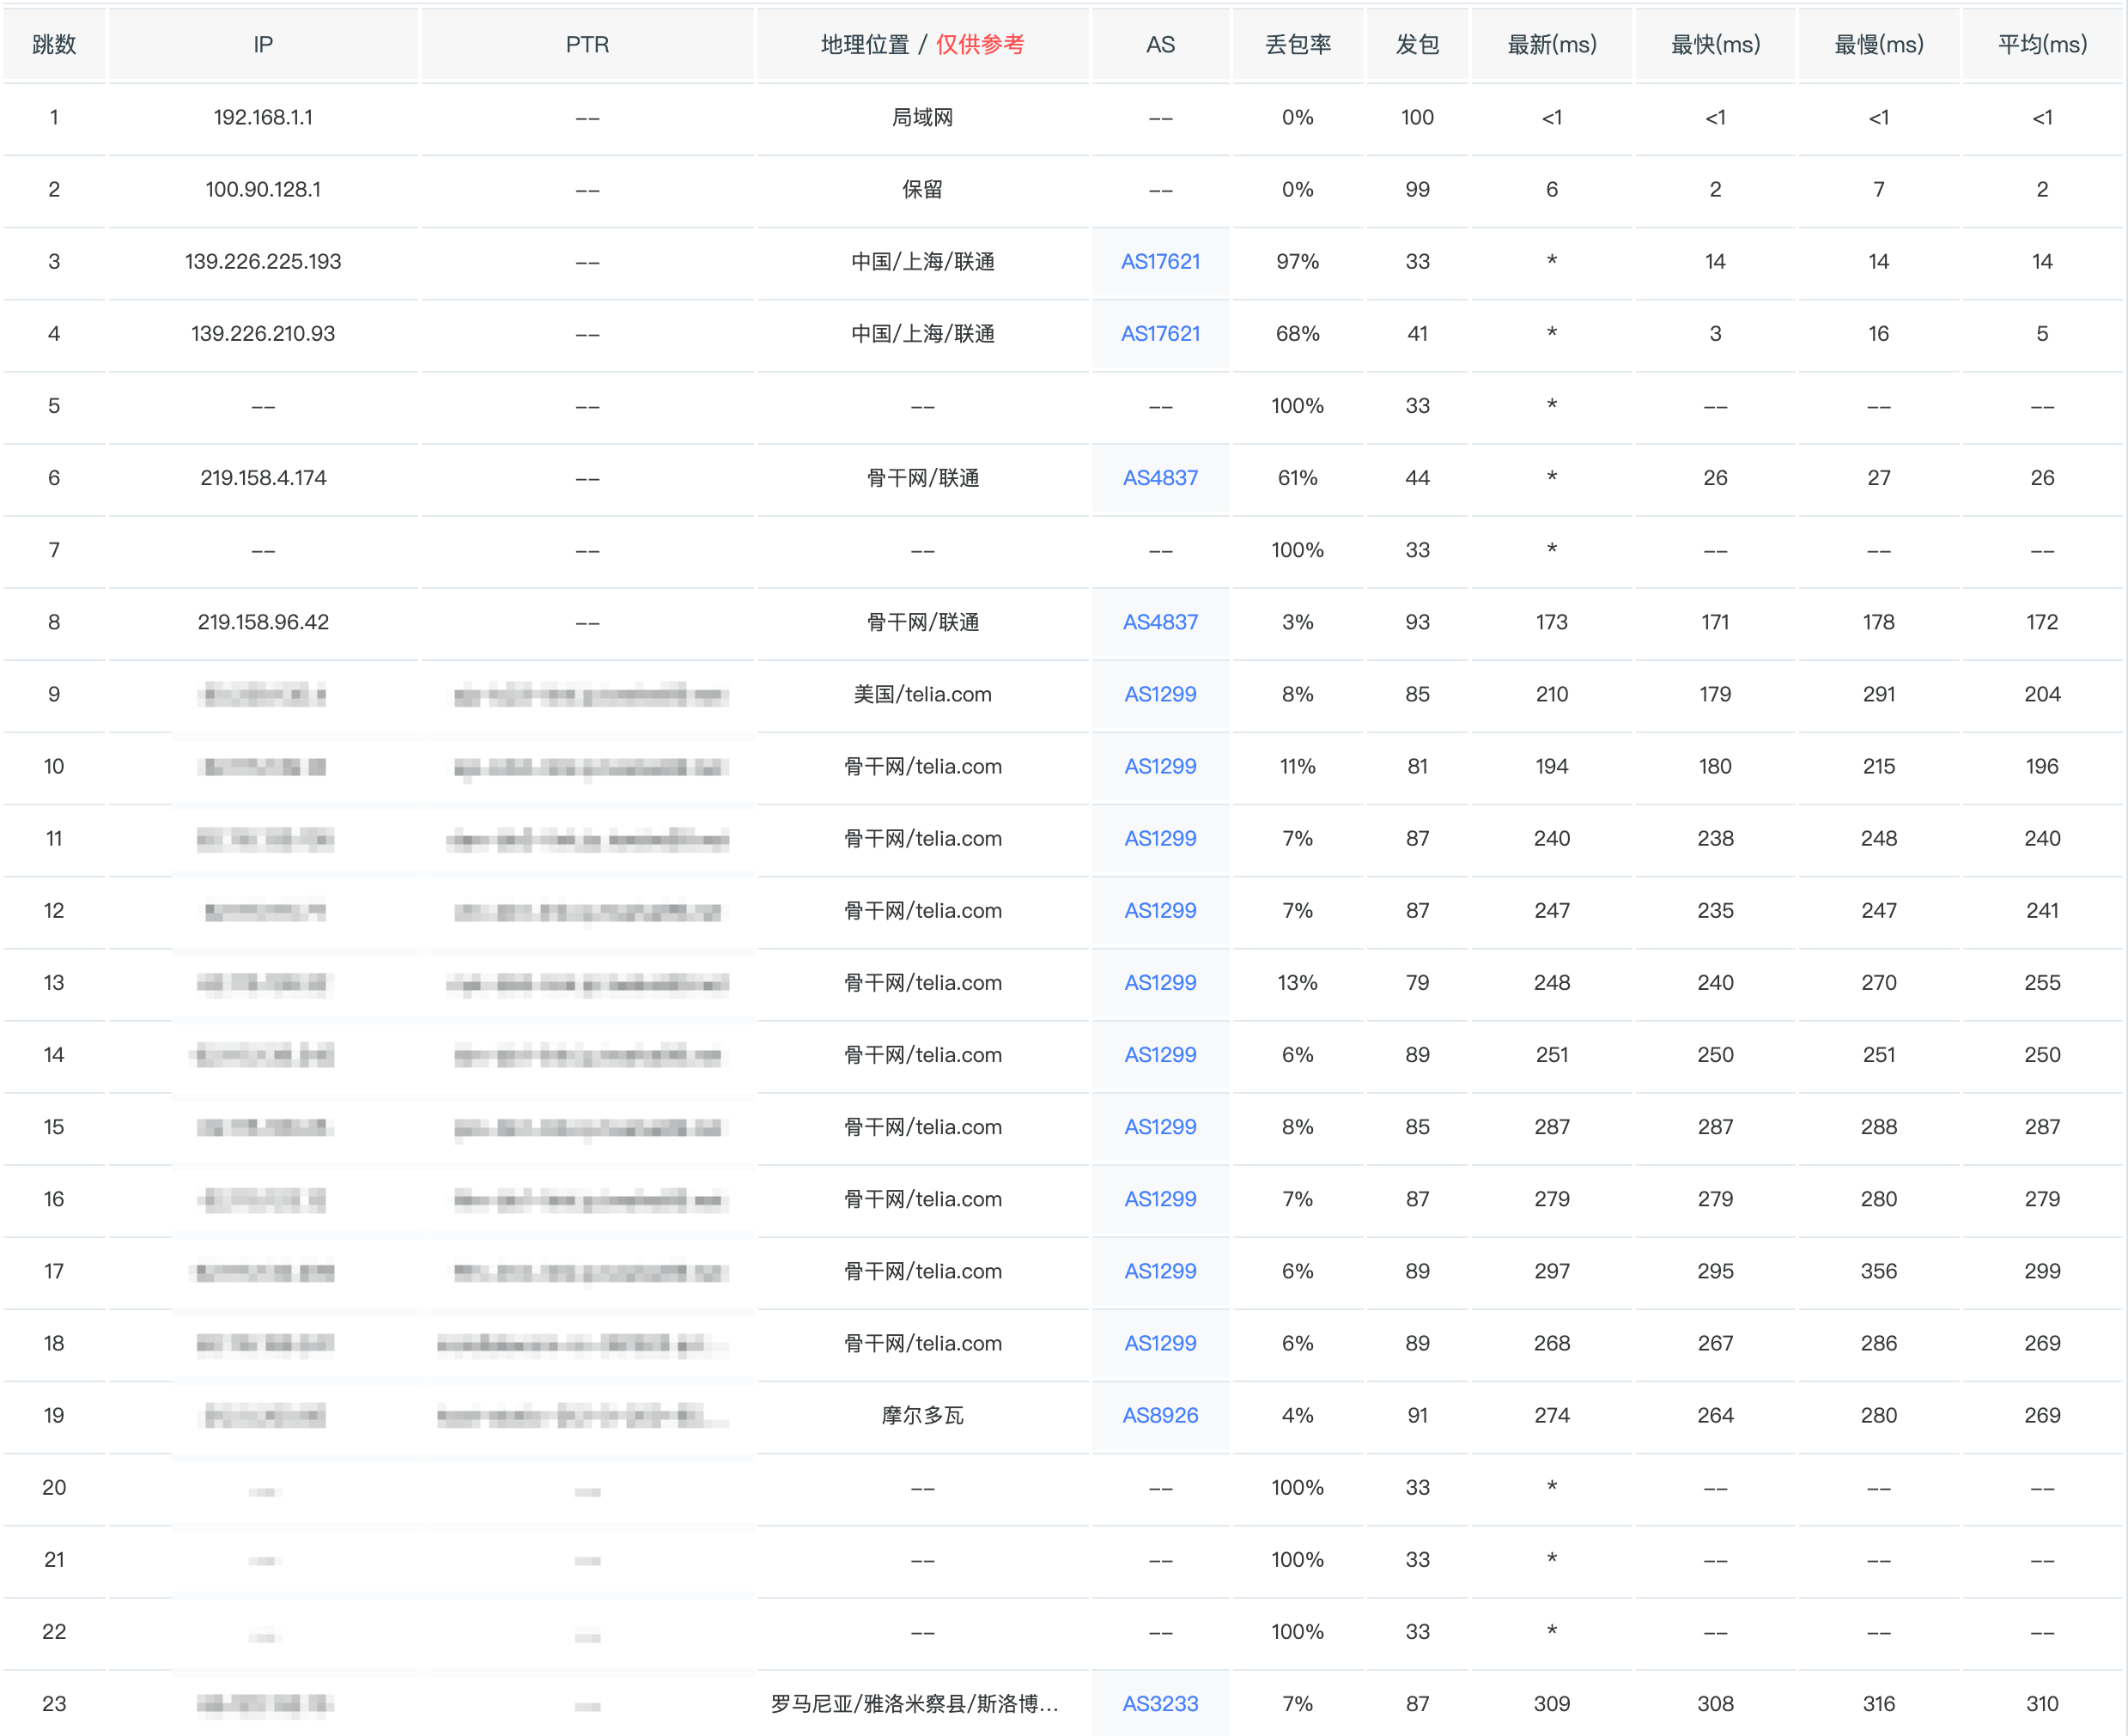 跳数 IP PTR 地理位置 / 仅供参考 AS 丢包率 发包 最新(ms) 最快(ms) 最慢(ms) 平均(ms)
1 192.168.1.1 -- 局域网 -- 0% 100 <1 <1 <1 <1
2 100.90.128.1 -- 保留 -- 0% 99 6 2 7 2
3 139.226.225.193 -- 中国/上海/联通 AS17621 97% 33 * 14 14 14
4 139.226.210.93 -- 中国/上海/联通 AS17621 68% 41 * 3 16 5
5 -- -- -- -- 100% 33 * -- -- --
6 219.158.4.174 -- 骨干网/联通 AS4837 61% 44 * 26 27 26
7 -- -- -- -- 100% 33 * -- -- --
8 219.158.96.42 -- 骨干网/联通 AS4837 3% 93 173 171 178 172
9 美国/telia.com AS1299 8% 85 210 179 291 204
10 骨干网/telia.com AS1299 11% 81 194 180 215 196
11 骨干网/telia.com AS1299 7% 87 240 238 248 240
12 骨干网/telia.com AS1299 7% 87 247 235 247 241
13 骨干网/telia.com AS1299 13% 79 248 240 270 255
14 骨干网/telia.com AS1299 6% 89 251 250 251 250
15 骨干网/telia.com AS1299 8% 85 287 287 288 287
16 骨干网/telia.com AS1299 7% 87 279 279 280 279
17 骨干网/telia.com AS1299 6% 89 297 295 356 299
18 骨干网/telia.com AS1299 6% 89 268 267 286 269
19 摩尔多瓦 AS8926 4% 91 274 264 280 269
20 -- -- 100% 33 * -- -- --
21 -- -- 100% 33 * -- -- --
22 -- -- 100% 33 * -- -- --
23 罗马尼亚/雅洛米察县/斯洛博... AS3233 7% 87 309 308 316 310